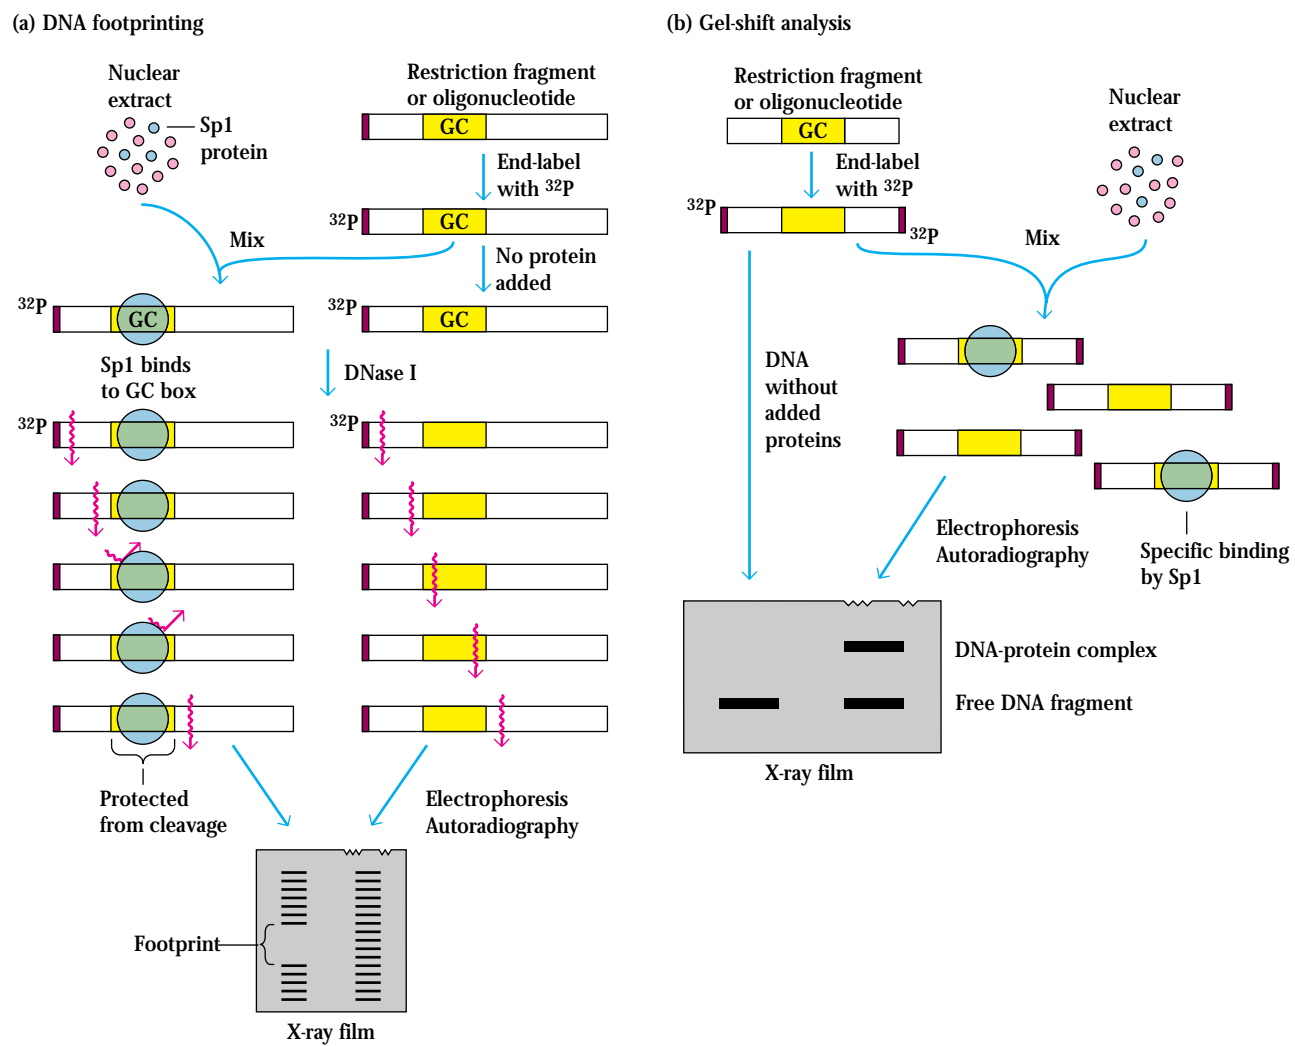 (a) DNA footprinting
Nuclear
extract
Sp1
protein
Restriction fragment
or oligonucleotide
GC
End-label
with ³²P
³²P
GC
Mix
No protein
added
³²P
GC
³²P
GC
Sp1 binds
to GC box
DNase I
³²P
³²P
Protected
from cleavage
Electrophoresis
Autoradiography
Footprint
X-ray film
(b) Gel-shift analysis
Restriction fragment
or oligonucleotide
GC
Nuclear
extract
End-label
with ³²P
³²P
³²P
Mix
DNA
without
added
proteins
Electrophoresis
Autoradiography
Specific binding
by Sp1
DNA-protein complex
Free DNA fragment
X-ray film